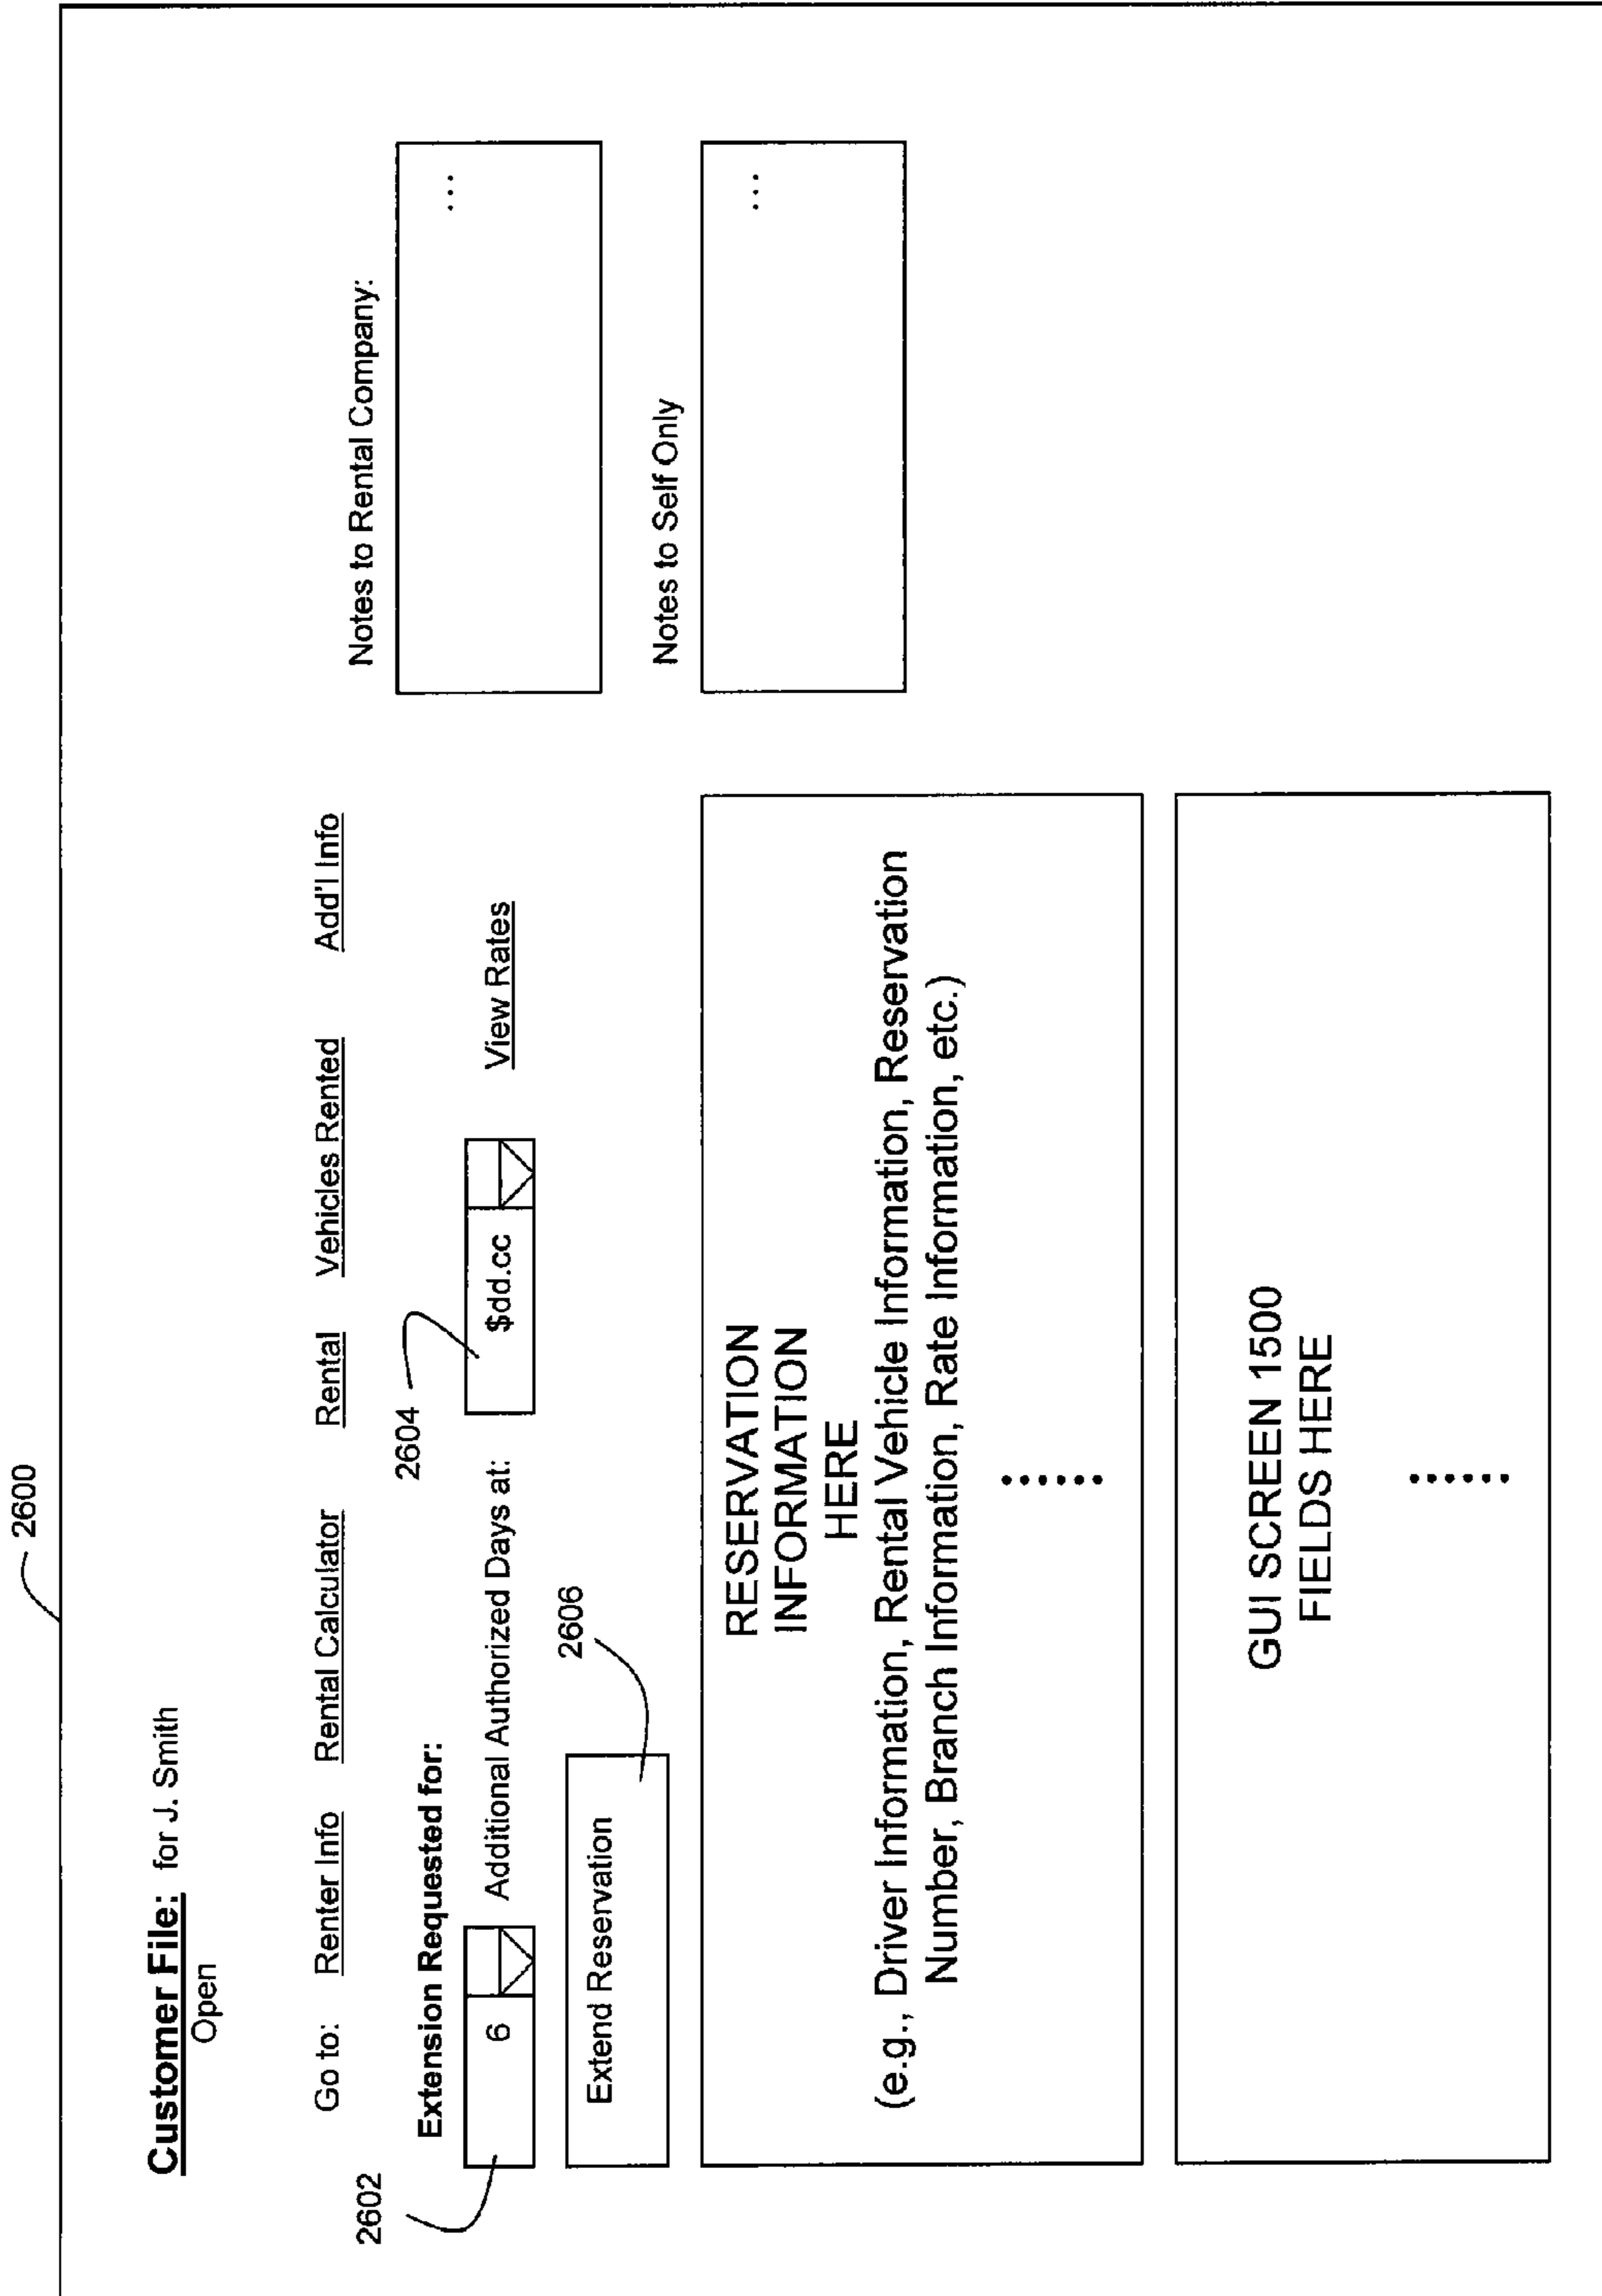 2600
Customer File: for J. Smith
Open
Go to: Renter Info Rental Calculator Rental Vehicles Rented Add'l Info
Notes to Rental Company:
...
2602
Extension Requested for:
2604
6 Additional Authorized Days at: $dd.cc View Rates
2606
Extend Reservation
Notes to Self Only
...
RESERVATION
INFORMATION
HERE
(e.g., Driver Information, Rental Vehicle Information, Reservation
Number, Branch Information, Rate Information, etc.)
......
GUI SCREEN 1500
FIELDS HERE
......